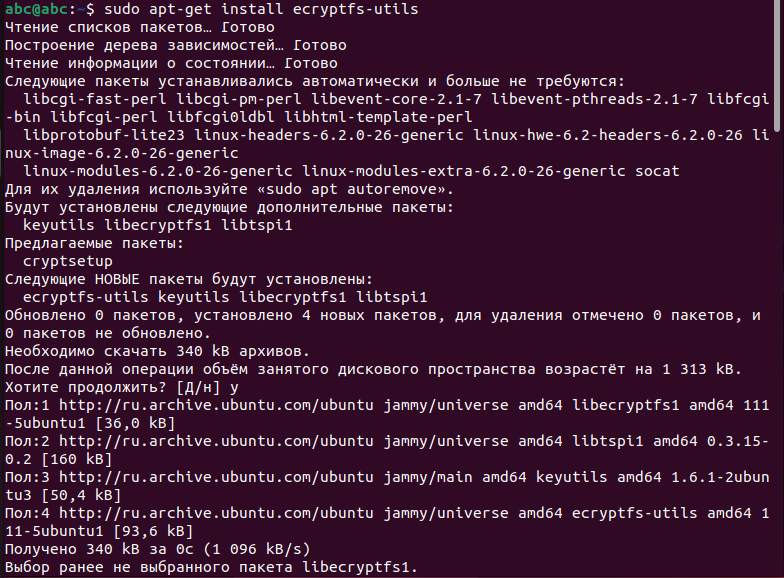 abc@abc:~$ sudo apt-get install ecryptfs-utils
Чтение списков пакетов… Готово
Построение дерева зависимостей… Готово
Чтение информации о состоянии… Готово
Следующие пакеты устанавливались автоматически и больше не требуются:
  libcgi-fast-perl libcgi-pm-perl libevent-core-2.1-7 libevent-pthreads-2.1-7 libfcgi
-bin libfcgi-perl libfcgi0ldbl libhtml-template-perl
  libprotobuf-lite23 linux-headers-6.2.0-26-generic linux-hwe-6.2-headers-6.2.0-26 li
nux-image-6.2.0-26-generic
  linux-modules-6.2.0-26-generic linux-modules-extra-6.2.0-26-generic socat
Для их удаления используйте «sudo apt autoremove».
Будут установлены следующие дополнительные пакеты:
  keyutils libecryptfs1 libtspi1
Предлагаемые пакеты:
  cryptsetup
Следующие НОВЫЕ пакеты будут установлены:
  ecryptfs-utils keyutils libecryptfs1 libtspi1
Обновлено 0 пакетов, установлено 4 новых пакетов, для удаления отмечено 0 пакетов, и
0 пакетов не обновлено.
Необходимо скачать 340 kB архивов.
После данной операции объём занятого дискового пространства возрастёт на 1 313 kB.
Хотите продолжить? [Д/н] y
Пол:1 http://ru.archive.ubuntu.com/ubuntu jammy/universe amd64 libecryptfs1 amd64 111
-5ubuntu1 [36,0 kB]
Пол:2 http://ru.archive.ubuntu.com/ubuntu jammy/universe amd64 libtspi1 amd64 0.3.15-
0.2 [160 kB]
Пол:3 http://ru.archive.ubuntu.com/ubuntu jammy/main amd64 keyutils amd64 1.6.1-2ubun
tu3 [50,4 kB]
Пол:4 http://ru.archive.ubuntu.com/ubuntu jammy/universe amd64 ecryptfs-utils amd64 1
11-5ubuntu1 [93,6 kB]
Получено 340 kB за 0с (1 096 kB/s)
Выбор ранее не выбранного пакета libecryptfs1.